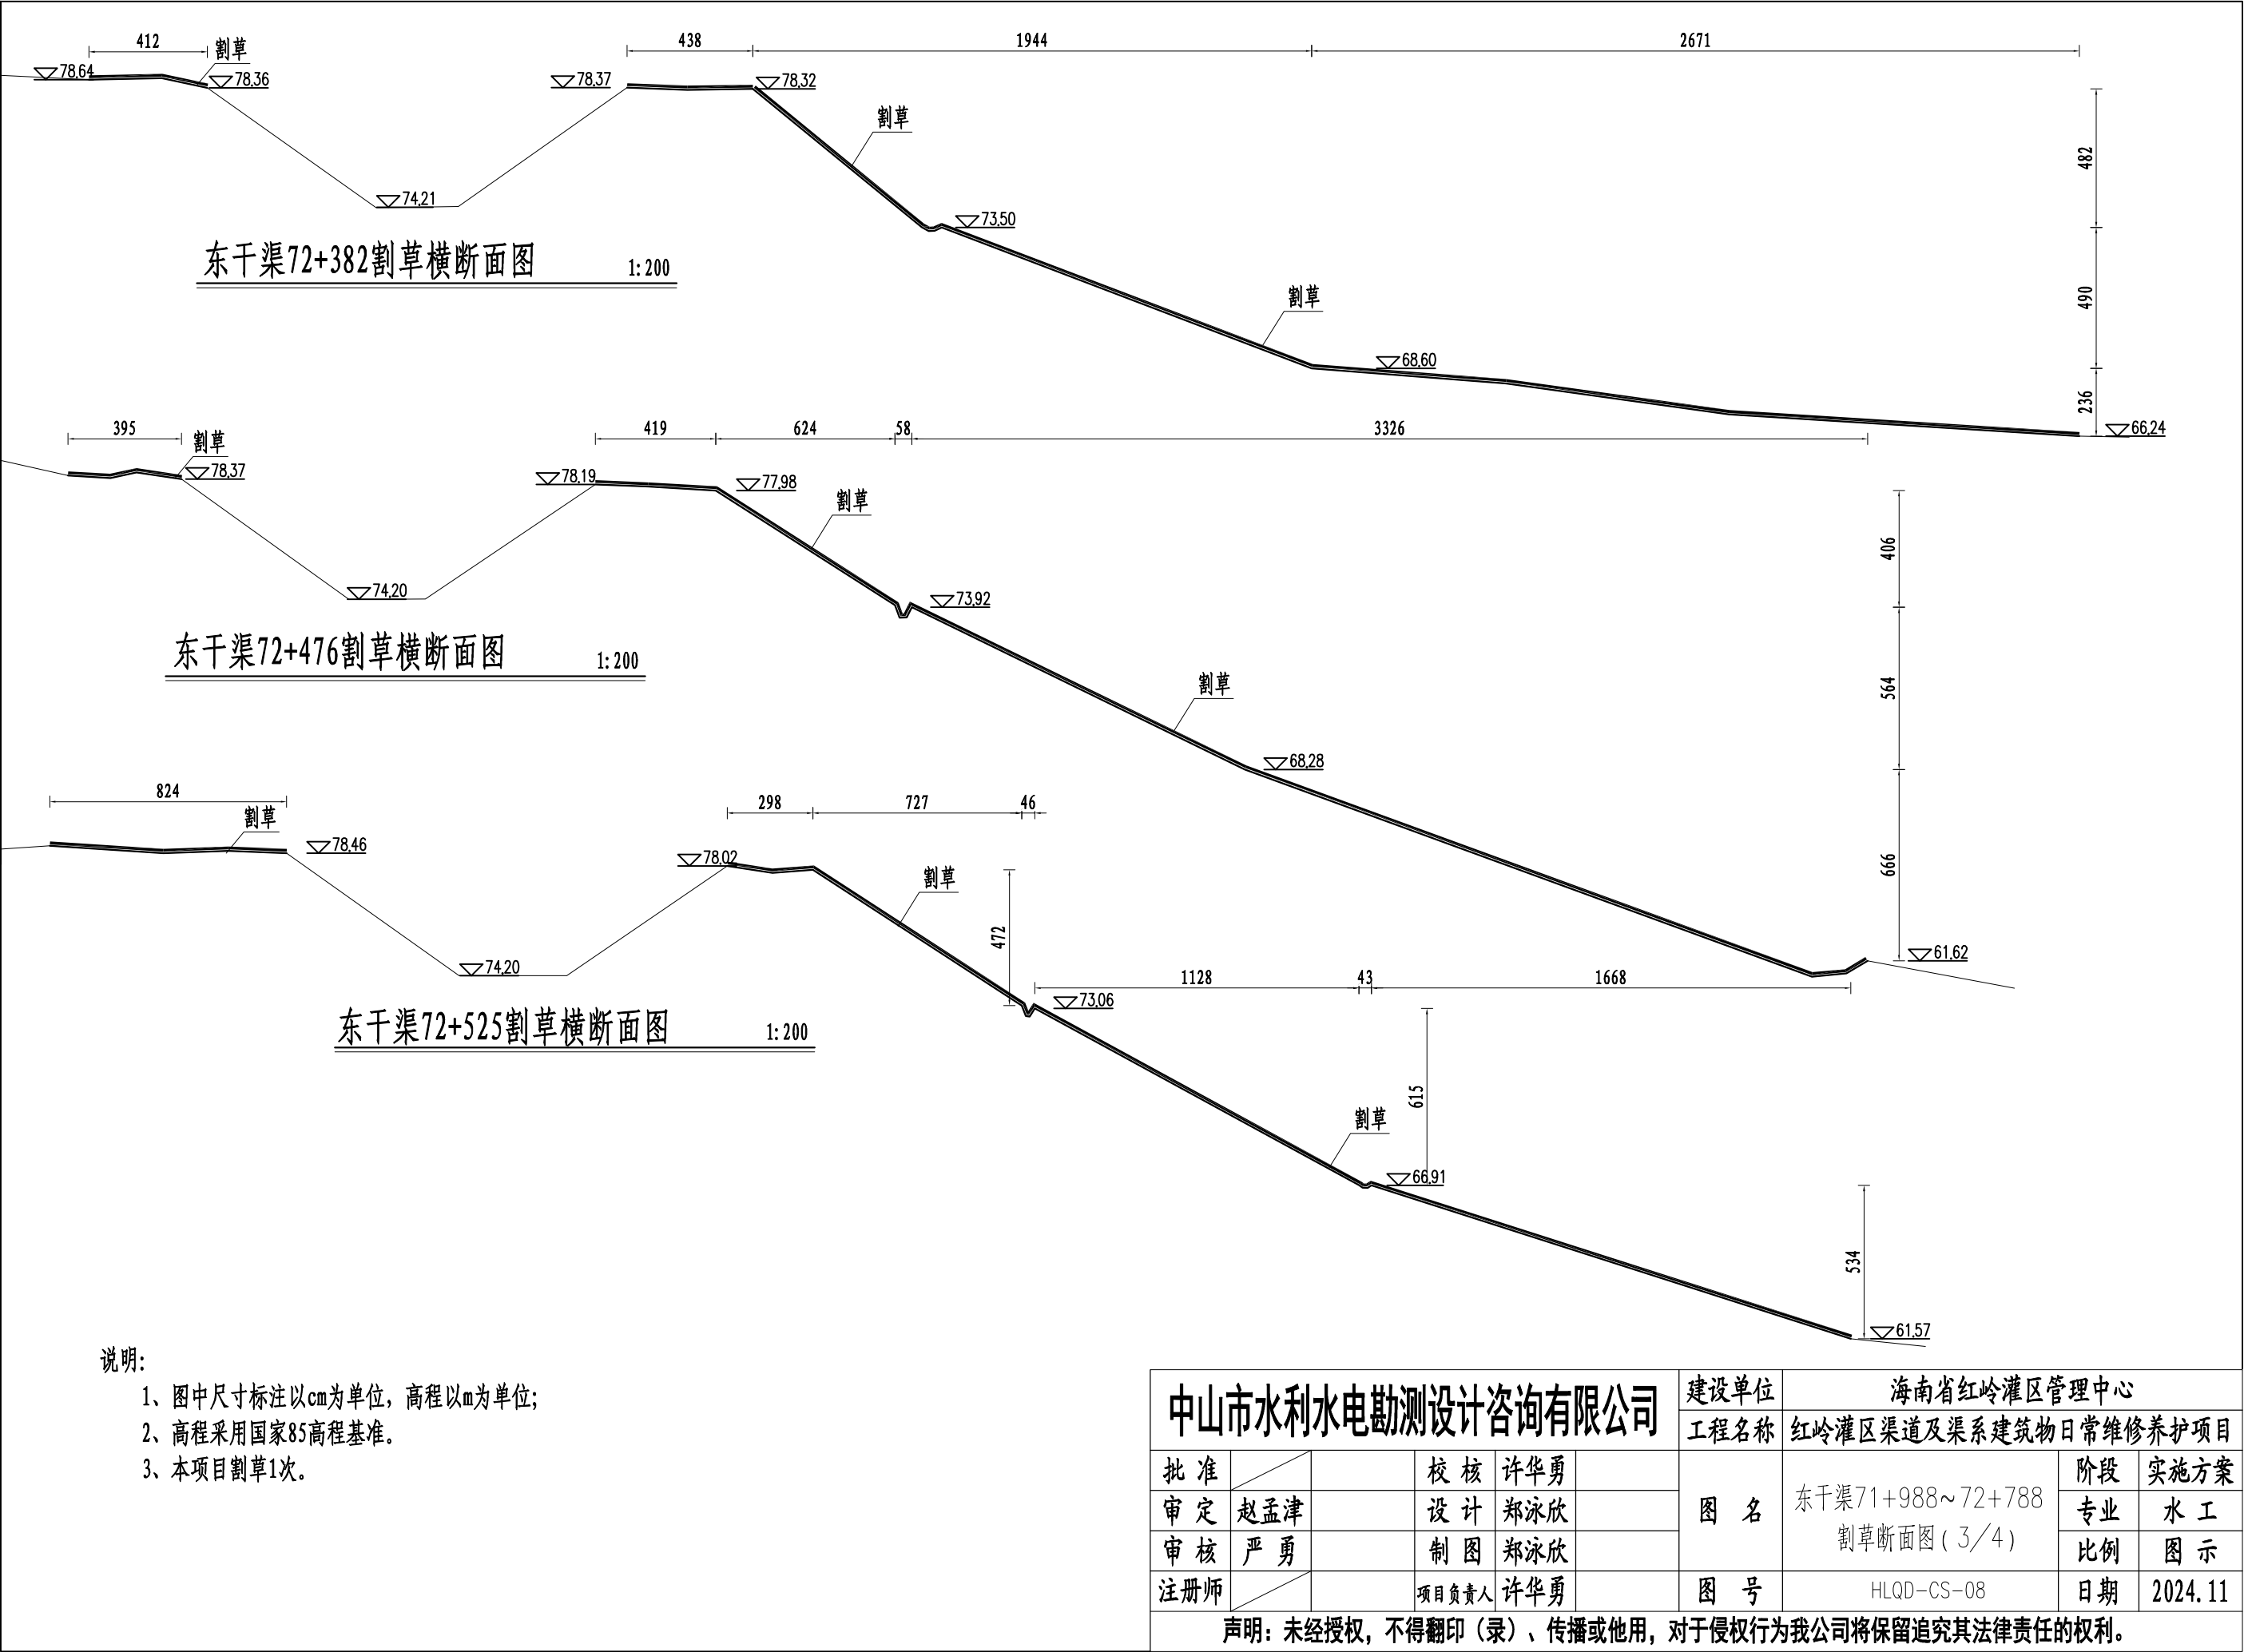 412
割草
78.64
78.36
438
1944
2671
78.37
78.32
割草
482
74.21
73.50
东干渠72+382割草横断面图 1:200
490
割草
68.60
236
66.24
395
割草
78.37
419
624
58
3326
78.19
77.98
割草
406
74.20
73.92
东干渠72+476割草横断面图 1:200
564
割草
68.28
666
61.62
824
割草
78.46
298
727
46
78.02
割草
472
74.20
1128
43
1668
73.06
东干渠72+525割草横断面图 1:200
615
割草
66.91
534
61.57
说明:
1、图中尺寸标注以cm为单位，高程以m为单位;
2、高程采用国家85高程基准。
3、本项目割草1次。
中山市水利水电勘测设计咨询有限公司
建设单位 海南省红岭灌区管理中心
工程名称 红岭灌区渠道及渠系建筑物日常维修养护项目
批 准 校 核 许华勇
审 定 赵孟津 设 计 郑泳欣
审 核 严 勇 制 图 郑泳欣
注册师 项目负责人 许华勇
图 名 东干渠71+988~72+788
割草断面图(3/4)
阶段 实施方案
专业 水 工
比例 图 示
图 号 HLQD-CS-08 日期 2024.11
声明：未经授权，不得翻印（录）、传播或他用，对于侵权行为我公司将保留追究其法律责任的权利。